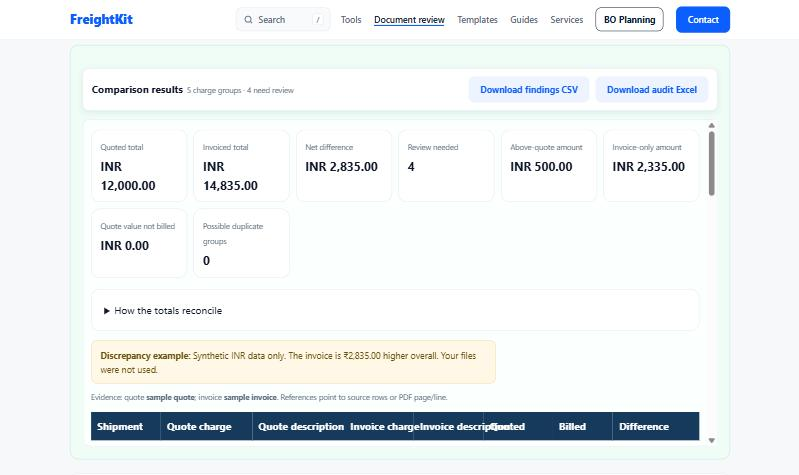 FreightKit
Search / Tools Document review Templates Guides Services BO Planning Contact
Comparison results 5 charge groups · 4 need review Download findings CSV Download audit Excel
Quoted total Invoiced total Net difference Review needed Above-quote amount Invoice-only amount
INR 12,000.00 INR 14,835.00 INR 2,835.00 4 INR 500.00 INR 2,335.00
Quote value not billed Possible duplicate groups
INR 0.00 0
▶ How the totals reconcile
Discrepancy example: Synthetic INR data only. The invoice is ₹2,835.00 higher overall. Your files
were not used.
Evidence: quote sample quote; invoice sample invoice. References point to source rows or PDF page/line.
Shipment Quote charge Quote description Invoice charge Invoice description Quoted Billed Difference